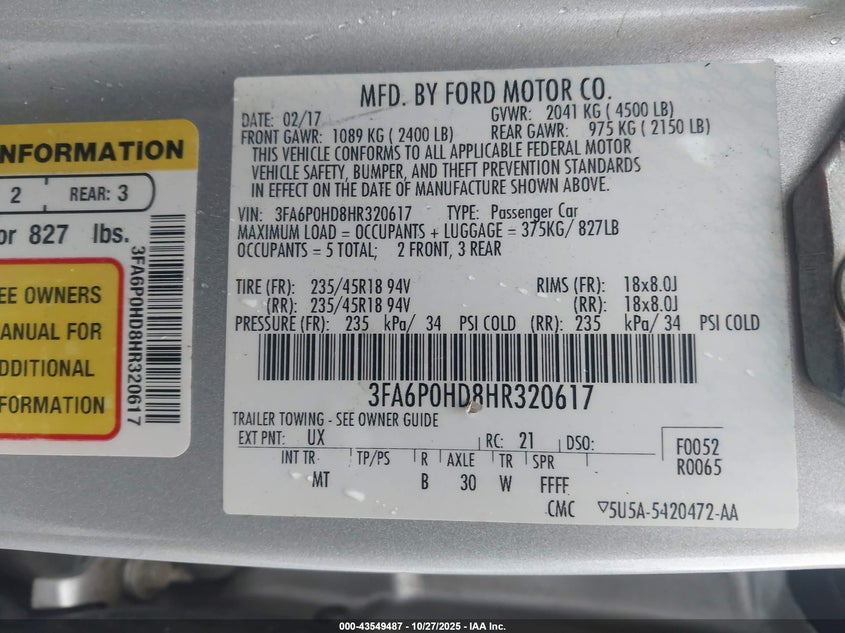 NFORMATION
2 REAR: 3
or 827 lbs.
EE OWNERS
ANUAL FOR
DDITIONAL
FORMATION
3FA6P0HD8HR320617
MFD. BY FORD MOTOR CO.
DATE: 02/17 GVWR: 2041 KG ( 4500 LB)
FRONT GAWR: 1089 KG ( 2400 LB) REAR GAWR: 975 KG ( 2150 LB)
THIS VEHICLE CONFORMS TO ALL APPLICABLE FEDERAL MOTOR
VEHICLE SAFETY, BUMPER, AND THEFT PREVENTION STANDARDS
IN EFFECT ON THE DATE OF MANUFACTURE SHOWN ABOVE.
VIN: 3FA6P0HD8HR320617 TYPE: Passenger Car
MAXIMUM LOAD = OCCUPANTS + LUGGAGE = 375KG/ 827LB
OCCUPANTS = 5 TOTAL; 2 FRONT, 3 REAR
TIRE (FR): 235/45R18 94V RIMS (FR): 18x8.0J
(RR): 235/45R18 94V (RR): 18x8.0J
PRESSURE (FR): 235 kPa/ 34 PSI COLD (RR): 235 kPa/ 34 PSI COLD
3FA6P0HD8HR320617
TRAILER TOWING - SEE OWNER GUIDE
EXT PNT: UX RC: 21 DSO: F0052
R0065
INT TR TP/PS R AXLE TR SPR
MT B 30 W FFFF
CMC ▽5U5A-5420472-AA
000-43549487 | 10/27/2025 | IAA Inc.